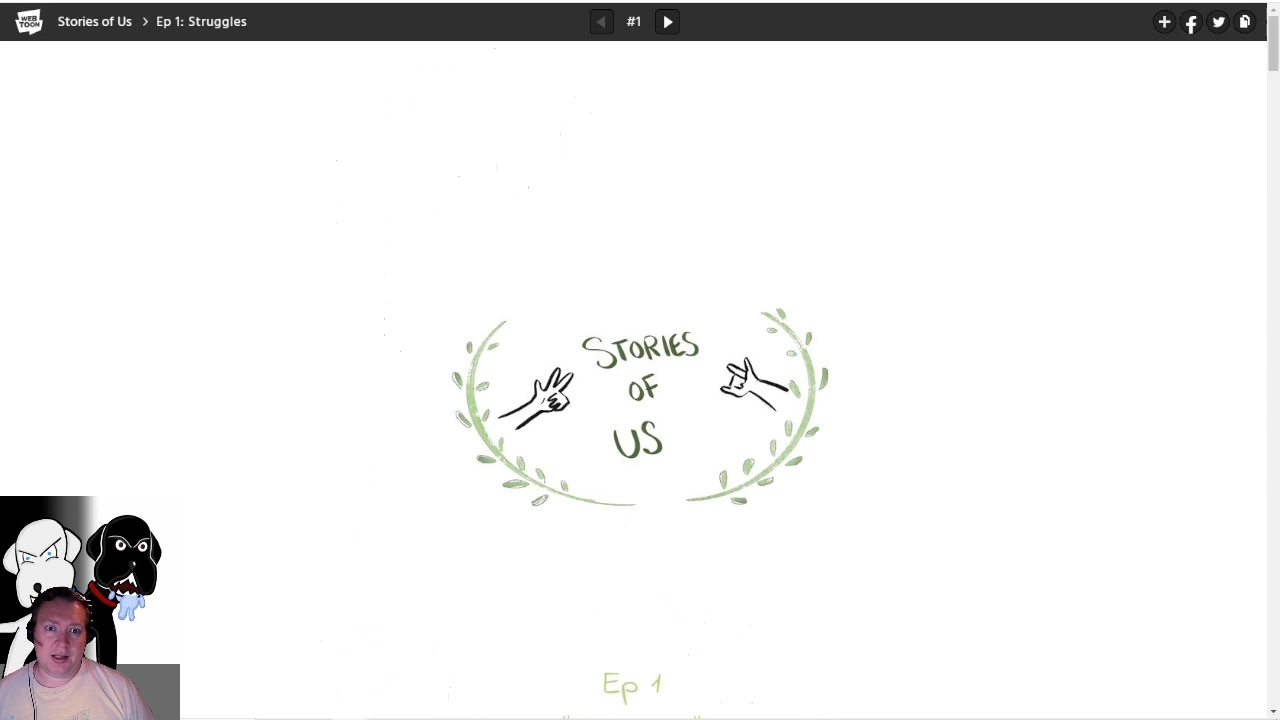 WEB
TOON
Stories of Us > Ep 1: Struggles
#1
STORIES
OF
US
Ep 1